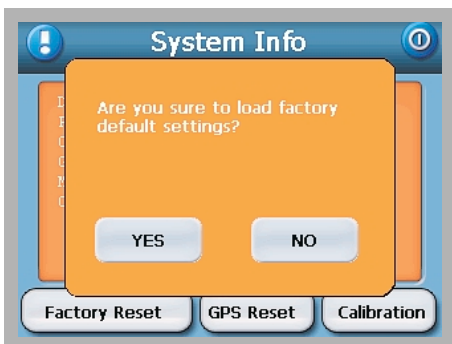 System Info
Are you sure to load factory
default settings?
YES
NO
Factory Reset
GPS Reset
Calibration